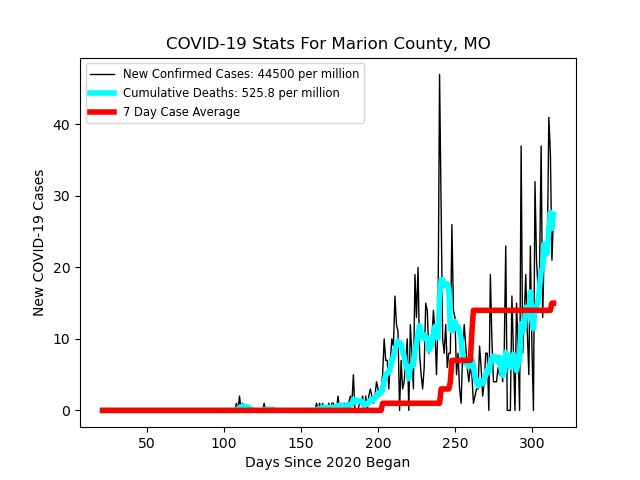 COVID-19 Stats For Marion County, MO
New Confirmed Cases: 44500 per million
Cumulative Deaths: 525.8 per million
7 Day Case Average
New COVID-19 Cases
40
30
20
10
0
50 100 150 200 250 300
Days Since 2020 Began